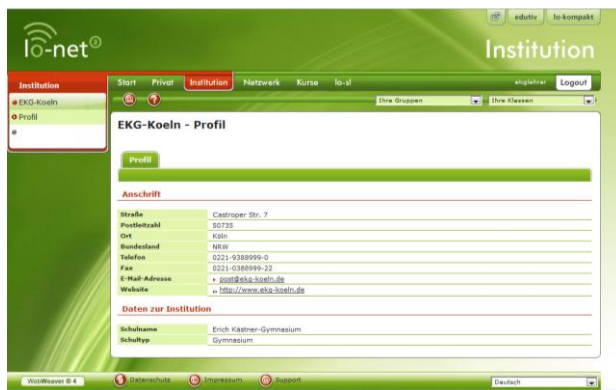 edutiv lo-kompakt
lo-net²
Institution
Institution
Start Privat Institution Netzwerk Kurse lo-s!
Logout
EKG-Koeln
Ihre Gruppen Ihre Klassen
Profil
EKG-Koeln - Profil
Profil
Anschrift
Straße Castroper Str. 7
Postleitzahl 50735
Ort Köln
Bundesland NRW
Telefon 0221-9388999-0
Fax 0221-0388999-22
E-Mail-Adresse post@ekg-koeln.de
Website http://www.ekg-koeln.de
Daten zur Institution
Schulname Erich Kästner-Gymnasium
Schultyp Gymnasium
WebWeaver ® 4 Datenschutz Impressum Support Deutsch